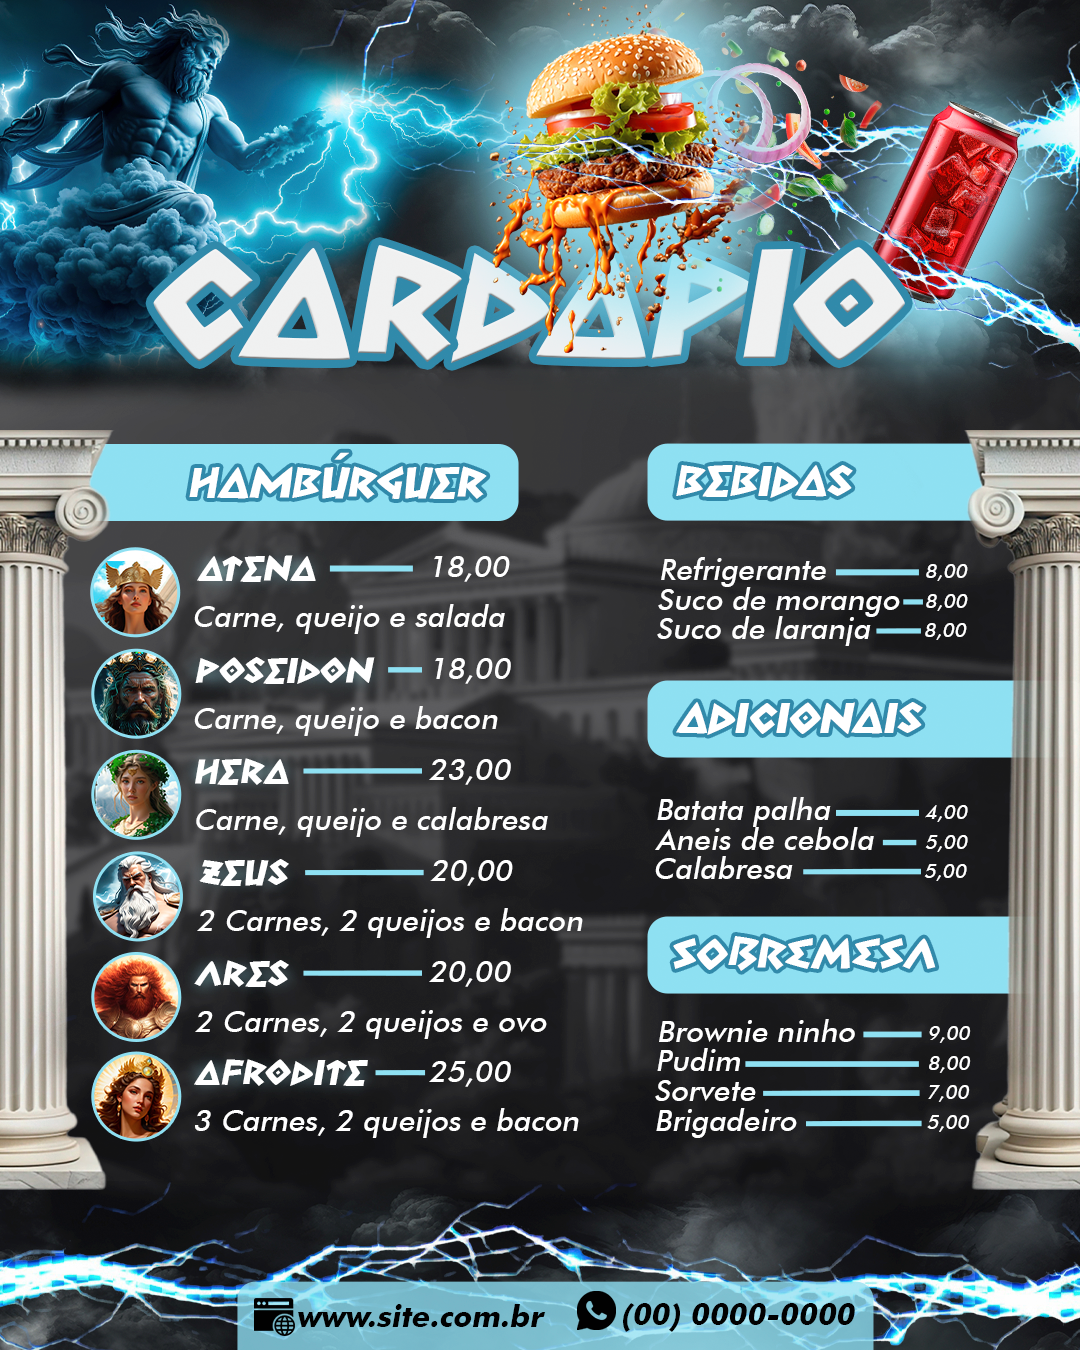 CARDAPIO
HAMBÚRGUER
ATENA 18,00
Carne, queijo e salada
POSEIDON 18,00
Carne, queijo e bacon
HERA 23,00
Carne, queijo e calabresa
ZEUS 20,00
2 Carnes, 2 queijos e bacon
ARES 20,00
2 Carnes, 2 queijos e ovo
AFRODITE 25,00
3 Carnes, 2 queijos e bacon
BEBIDAS
Refrigerante 8,00
Suco de morango 8,00
Suco de laranja 8,00
ADICIONAIS
Batata palha 4,00
Aneis de cebola 5,00
Calabresa 5,00
SOBREMESA
Brownie ninho 9,00
Pudim 8,00
Sorvete 7,00
Brigadeiro 5,00
www.site.com.br (00) 0000-0000